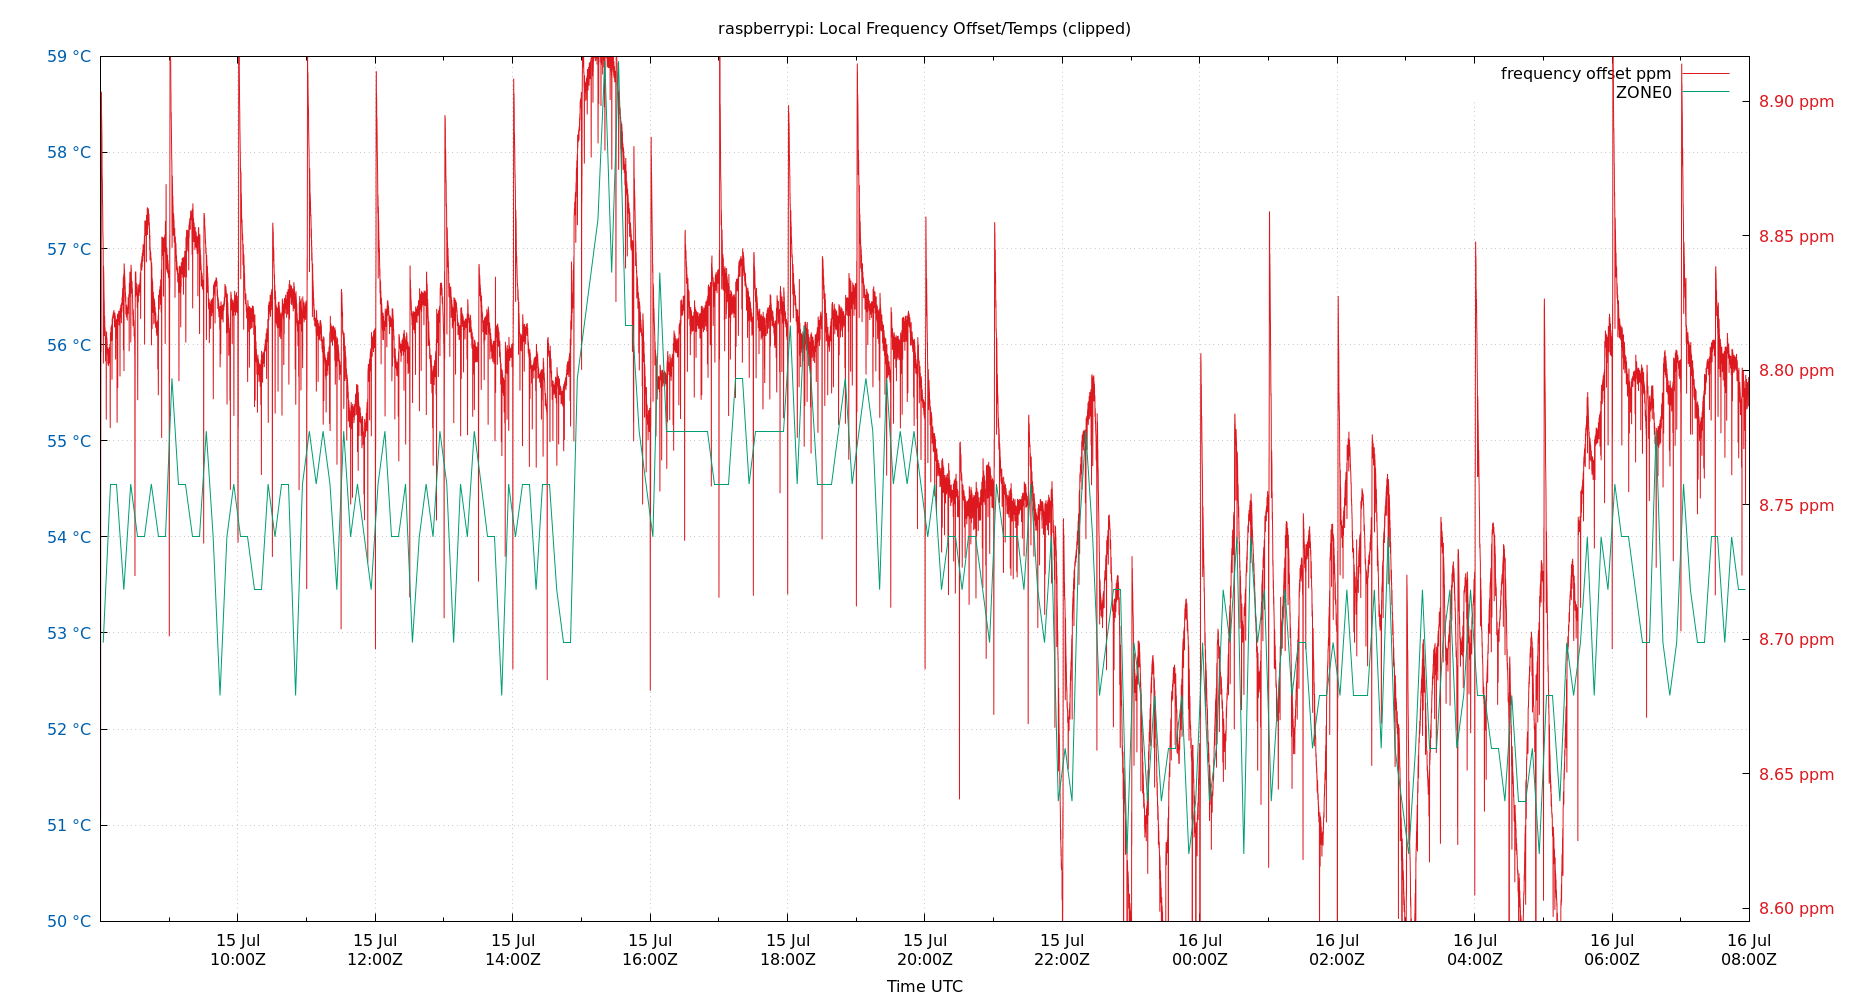 raspberrypi: Local Frequency Offset/Temps (clipped)
frequency offset ppm
ZONE0
59 °C
58 °C
57 °C
56 °C
55 °C
54 °C
53 °C
52 °C
51 °C
50 °C
8.90 ppm
8.85 ppm
8.80 ppm
8.75 ppm
8.70 ppm
8.65 ppm
8.60 ppm
15 Jul 15 Jul 15 Jul 15 Jul 15 Jul 15 Jul 15 Jul 16 Jul 16 Jul 16 Jul 16 Jul 16 Jul
10:00Z 12:00Z 14:00Z 16:00Z 18:00Z 20:00Z 22:00Z 00:00Z 02:00Z 04:00Z 06:00Z 08:00Z
Time UTC